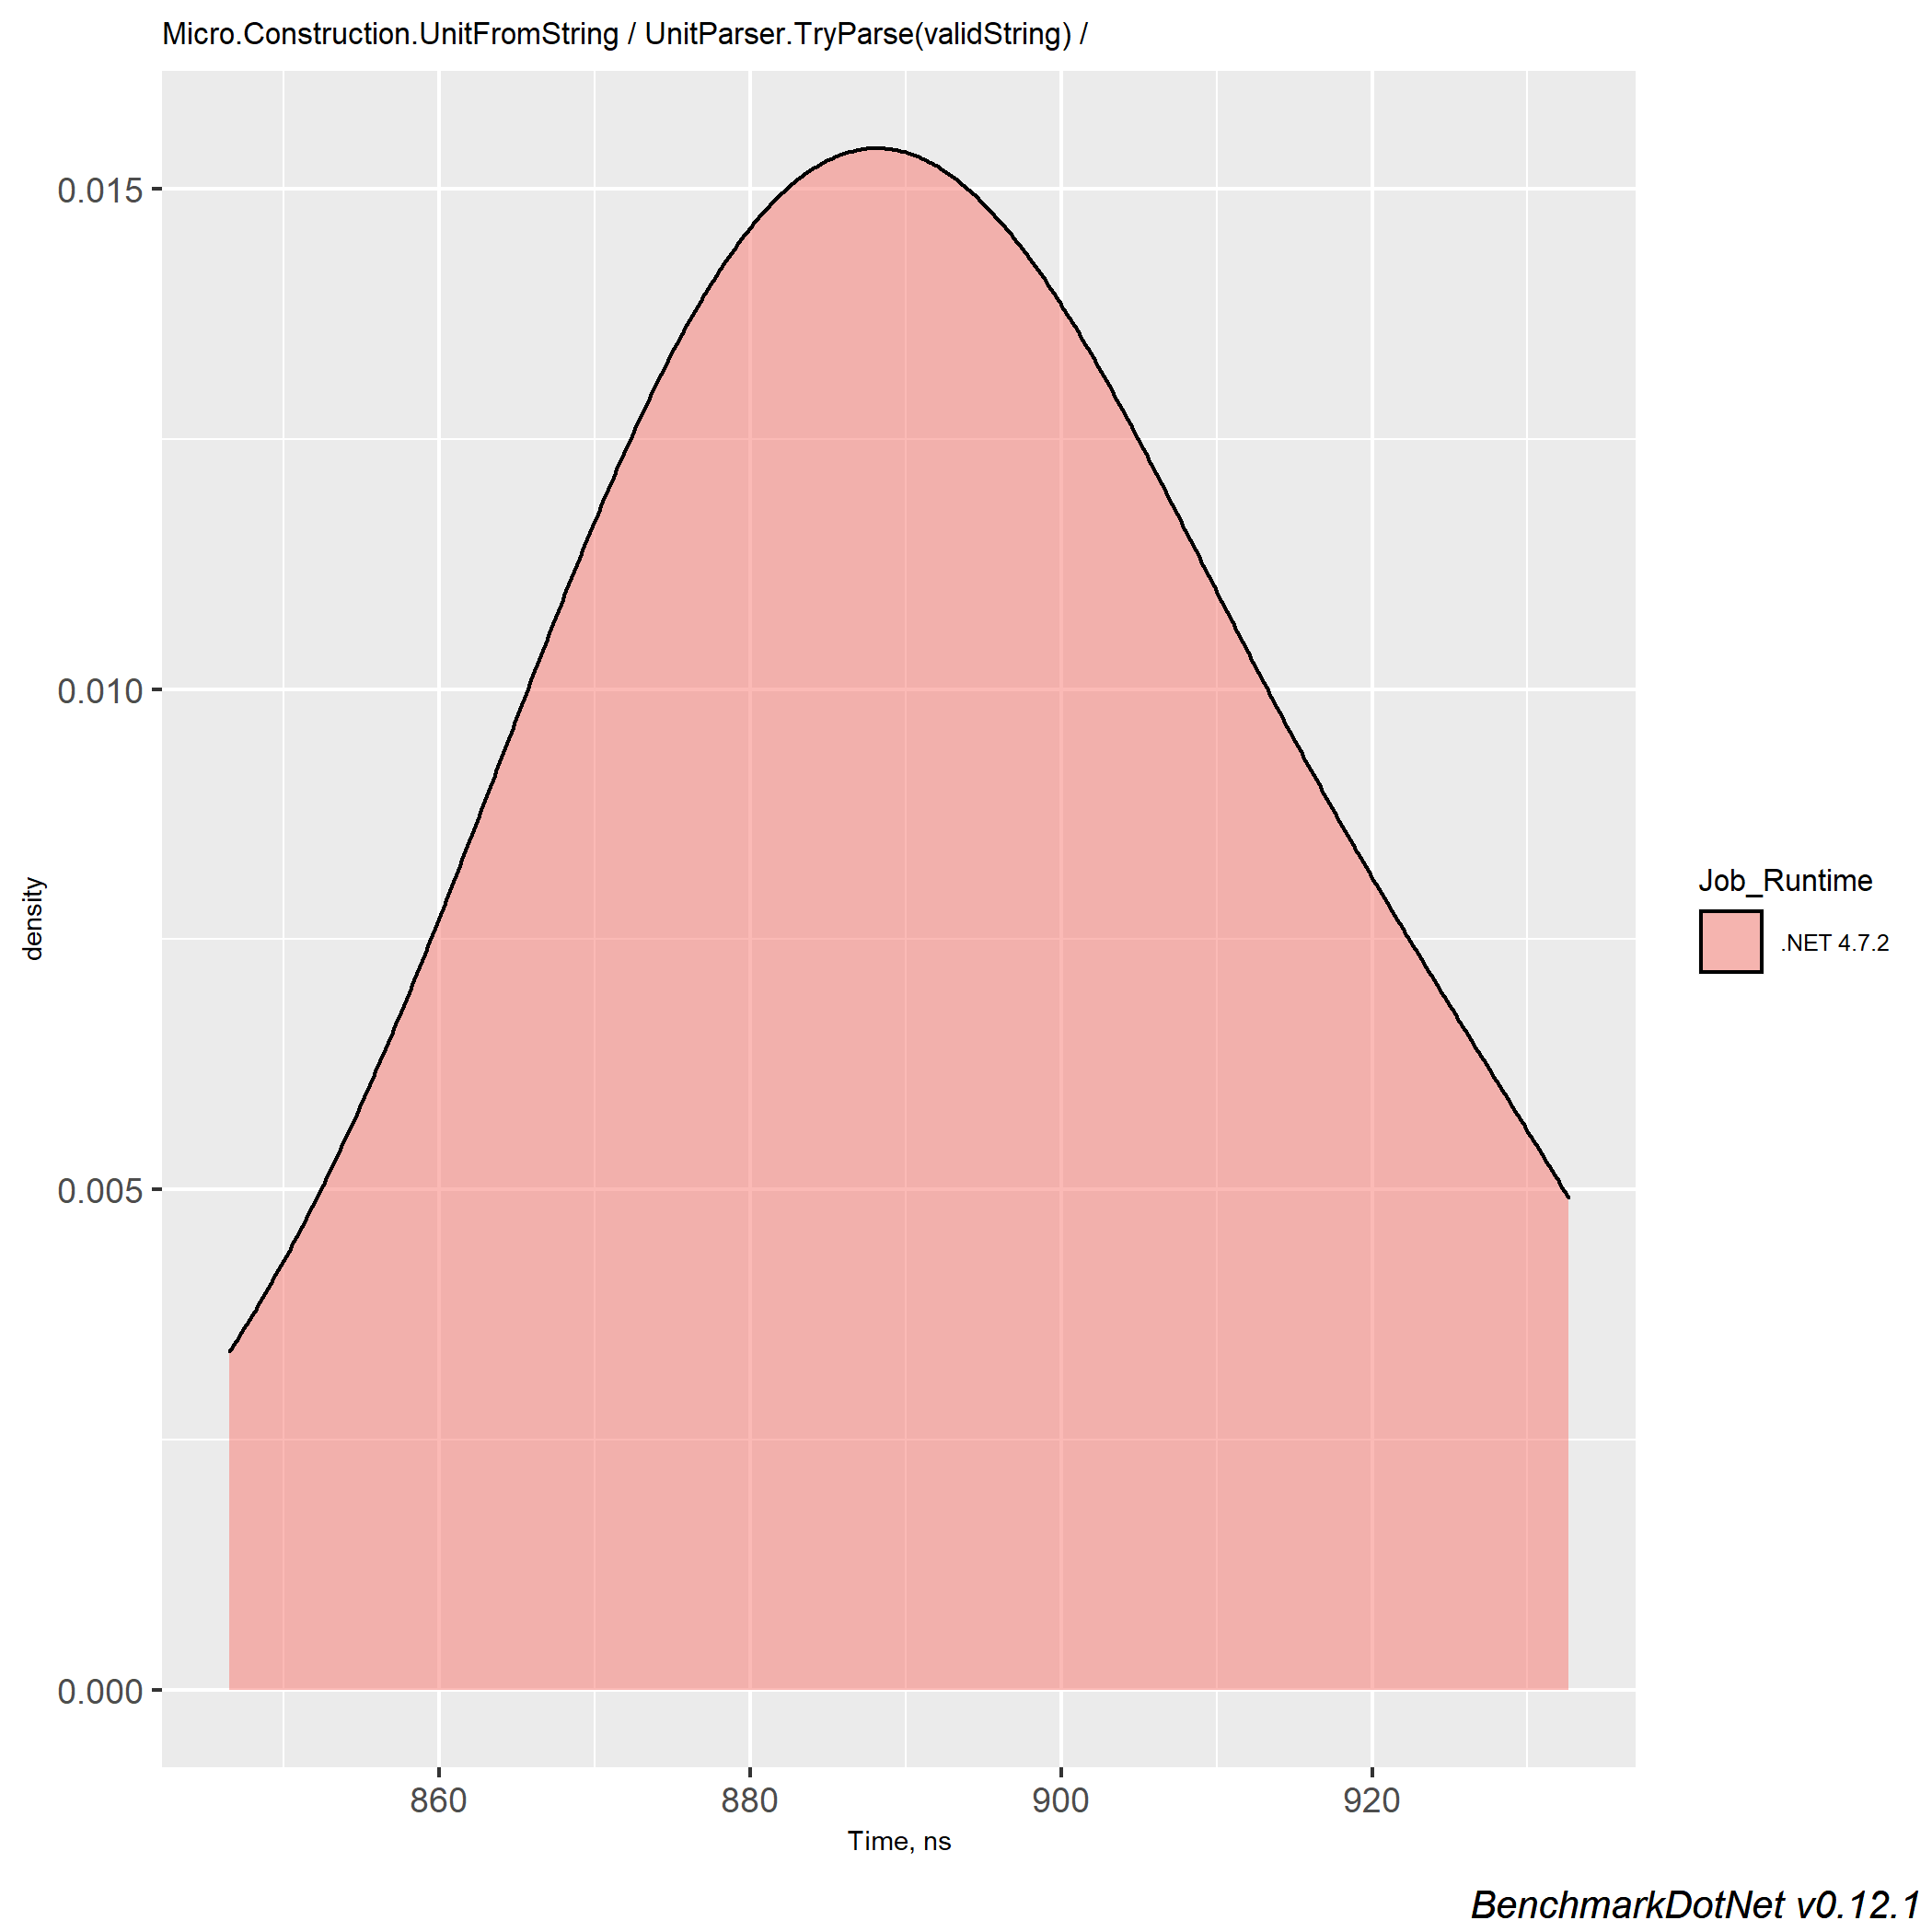 Micro.Construction.UnitFromString / UnitParser.TryParse(validString) /
0.015
0.010
0.005
0.000
density
860 880 900 920
Time, ns
Job_Runtime
.NET 4.7.2
BenchmarkDotNet v0.12.1